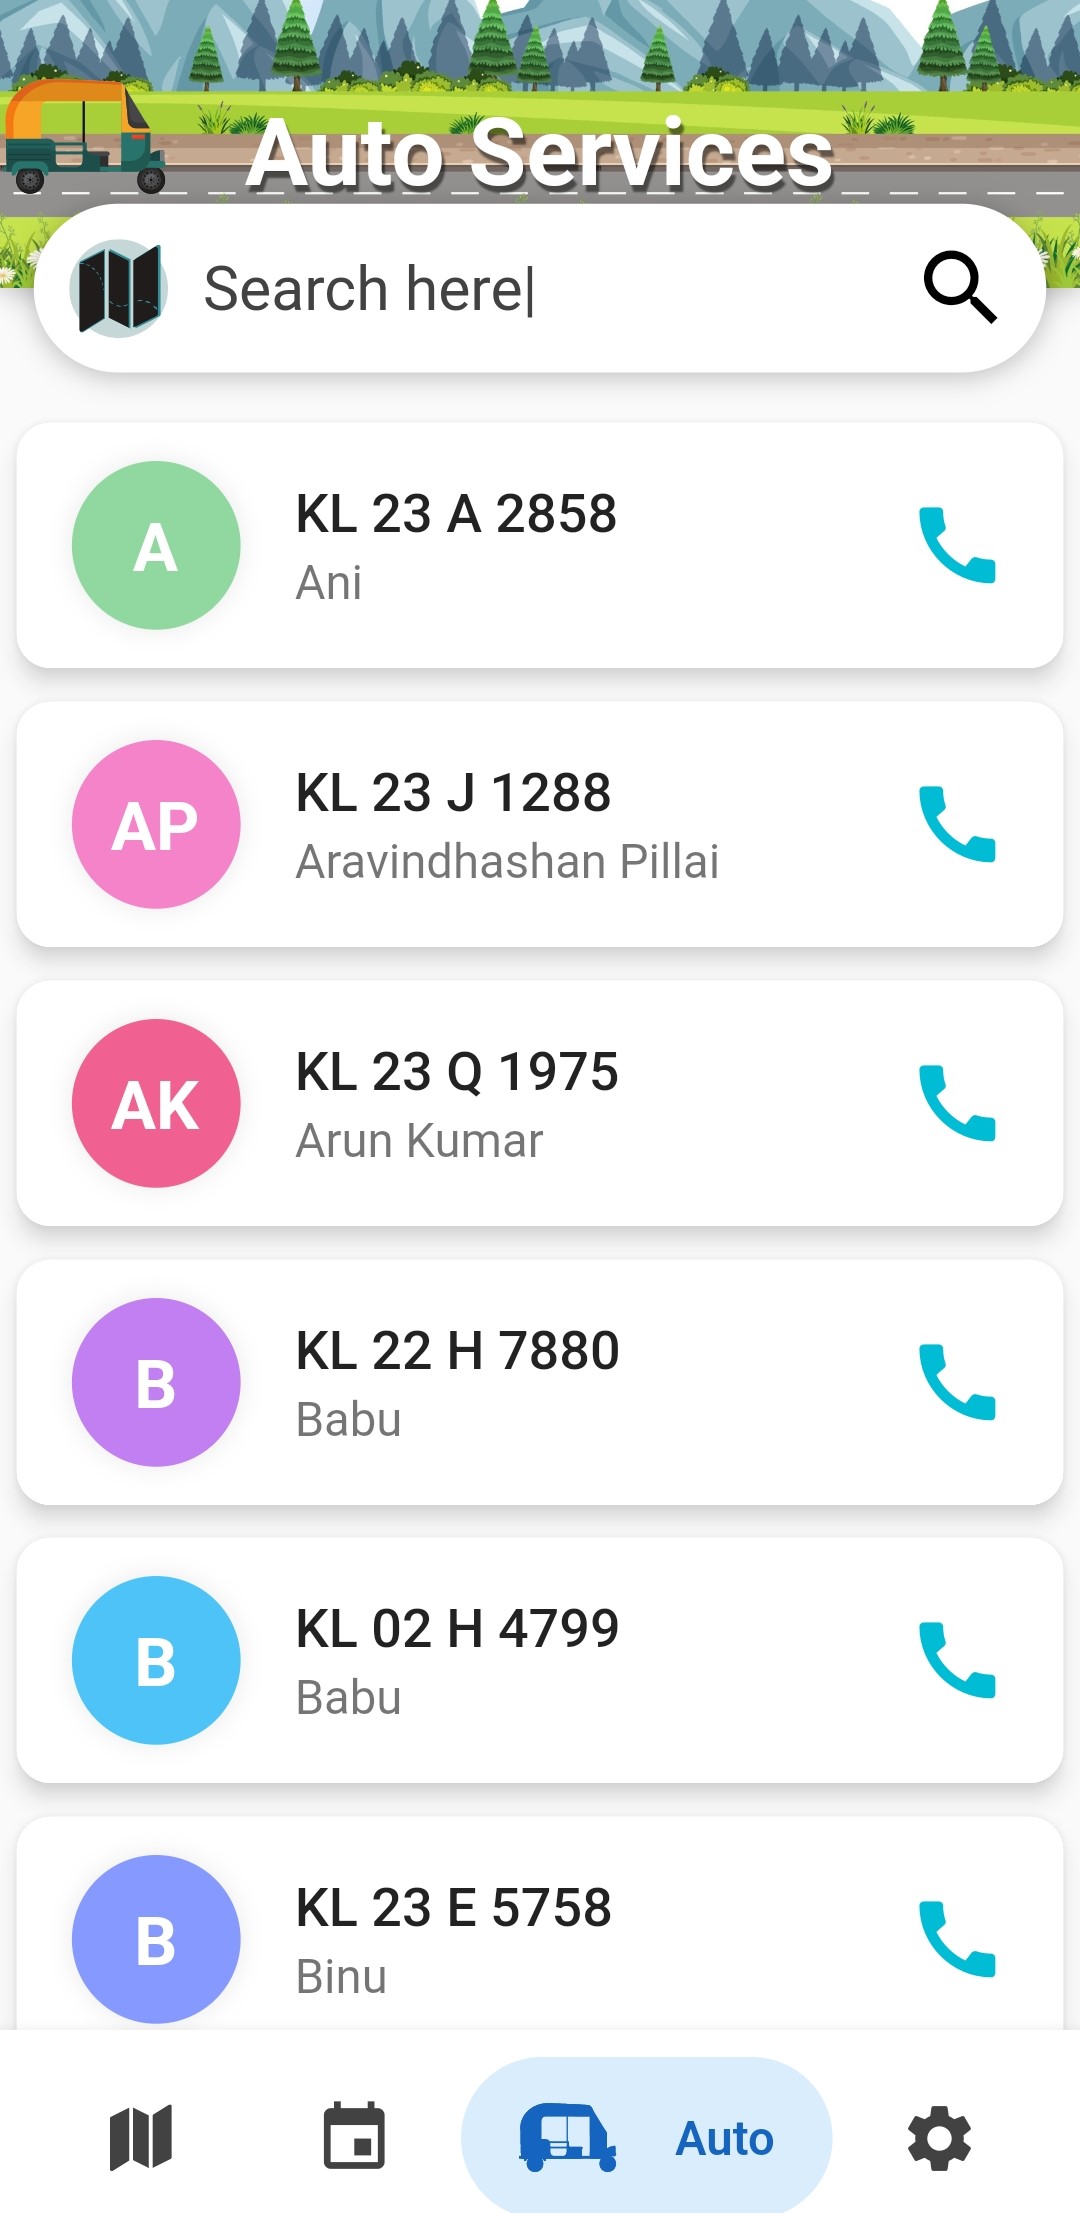 Auto Services
Search here
A
KL 23 A 2858
Ani
AP
KL 23 J 1288
Aravindhashan Pillai
AK
KL 23 Q 1975
Arun Kumar
B
KL 22 H 7880
Babu
B
KL 02 H 4799
Babu
B
KL 23 E 5758
Binu
Auto